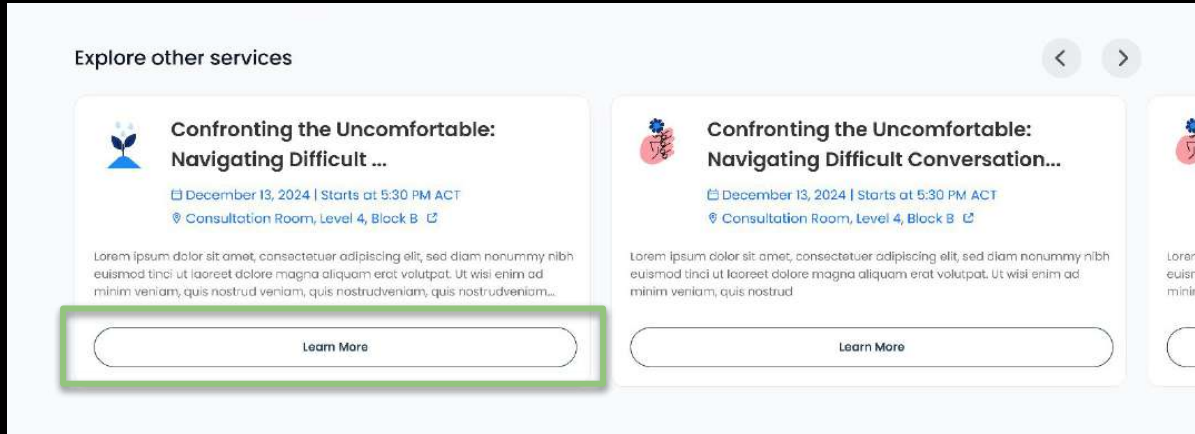 Explore other services
Confronting the Uncomfortable:
Navigating Difficult ...
December 13, 2024 | Starts at 5:30 PM ACT
Consultation Room, Level 4, Block B
Lorem ipsum dolor sit amet, consectetuer adipiscing elit, sed diam nonummy nibh
euismod tinci ut laoreet dolore magna aliquam erat volutpat. Ut wisi enim ad
minim veniam, quis nostrud veniam, quis nostrudveniam, quis nostrudveniam...
Learn More
Confronting the Uncomfortable:
Navigating Difficult Conversation...
December 13, 2024 | Starts at 5:30 PM ACT
Consultation Room, Level 4, Block B
Lorem ipsum dolor sit amet, consectetuer adipiscing elit, sed diam nonummy nibh
euismod tinci ut laoreet dolore magna aliquam erat volutpat. Ut wisi enim ad
minim veniam, quis nostrud
Learn More